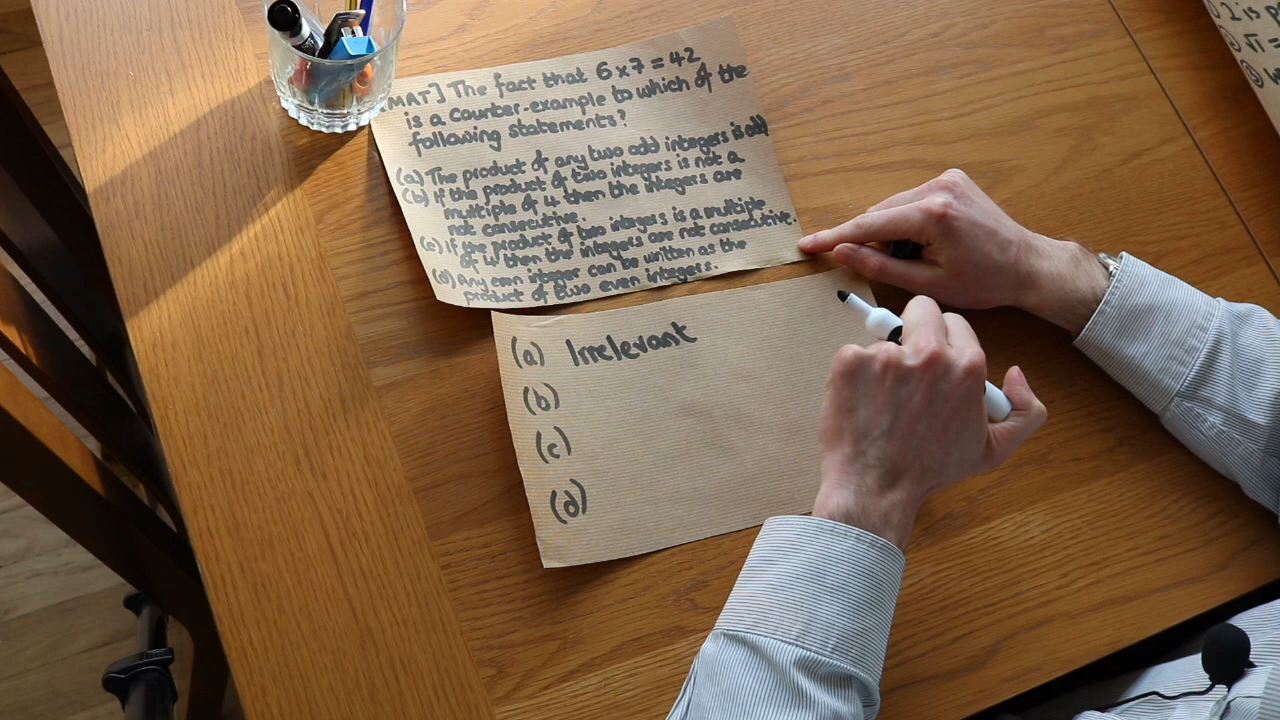 [MAT] The fact that 6 x 7 = 42
is a counter-example to which of the
following statements?
(a) The product of any two odd integers is odd
(b) If the product of two integers is not a
multiple of 4 then the integers are
not consecutive.
(c) If the product of two integers is a multiple
of 4 then the integers are not consecutive.
(d) Any even integer can be written as the
product of two even integers.
(a) Irrelevant
(b)
(c)
(d)
2 is
√